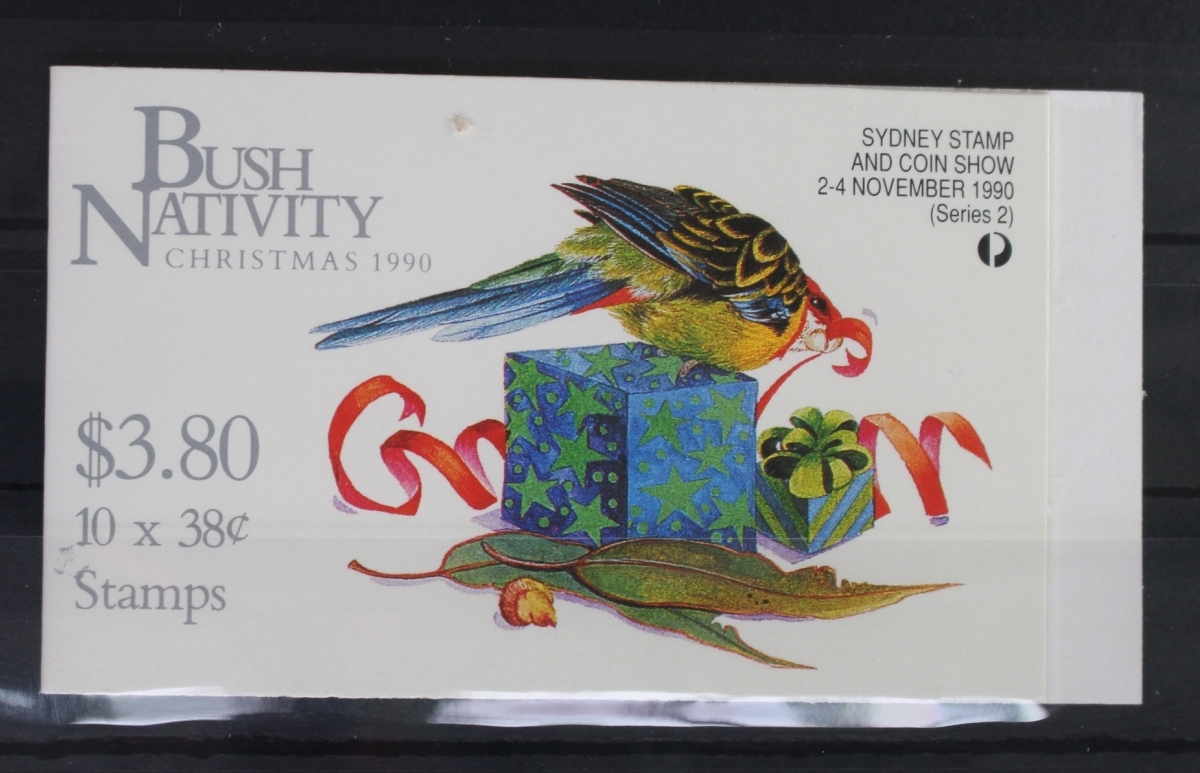 BUSH
NATIVITY
CHRISTMAS 1990
SYDNEY STAMP
AND COIN SHOW
2-4 NOVEMBER 1990
(Series 2)
$3.80
10 x 38¢
Stamps